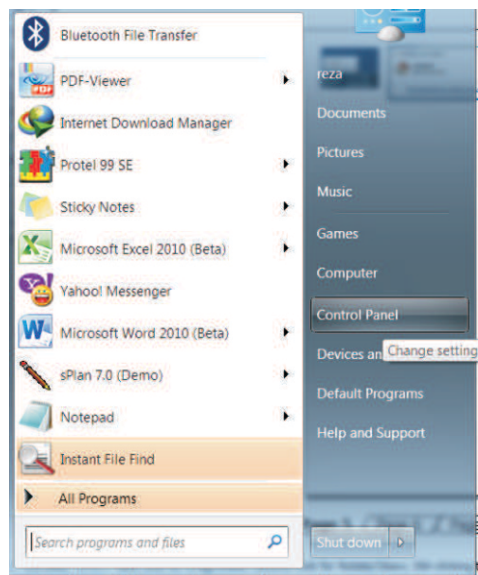 Bluetooth File Transfer
PDF-Viewer
Internet Download Manager
Protel 99 SE
Sticky Notes
Microsoft Excel 2010 (Beta)
Yahoo! Messenger
Microsoft Word 2010 (Beta)
sPlan 7.0 (Demo)
Notepad
Instant File Find
All Programs
Search programs and files
reza
Documents
Pictures
Music
Games
Computer
Control Panel
Devices an
Change setting
Default Programs
Help and Support
Shut down